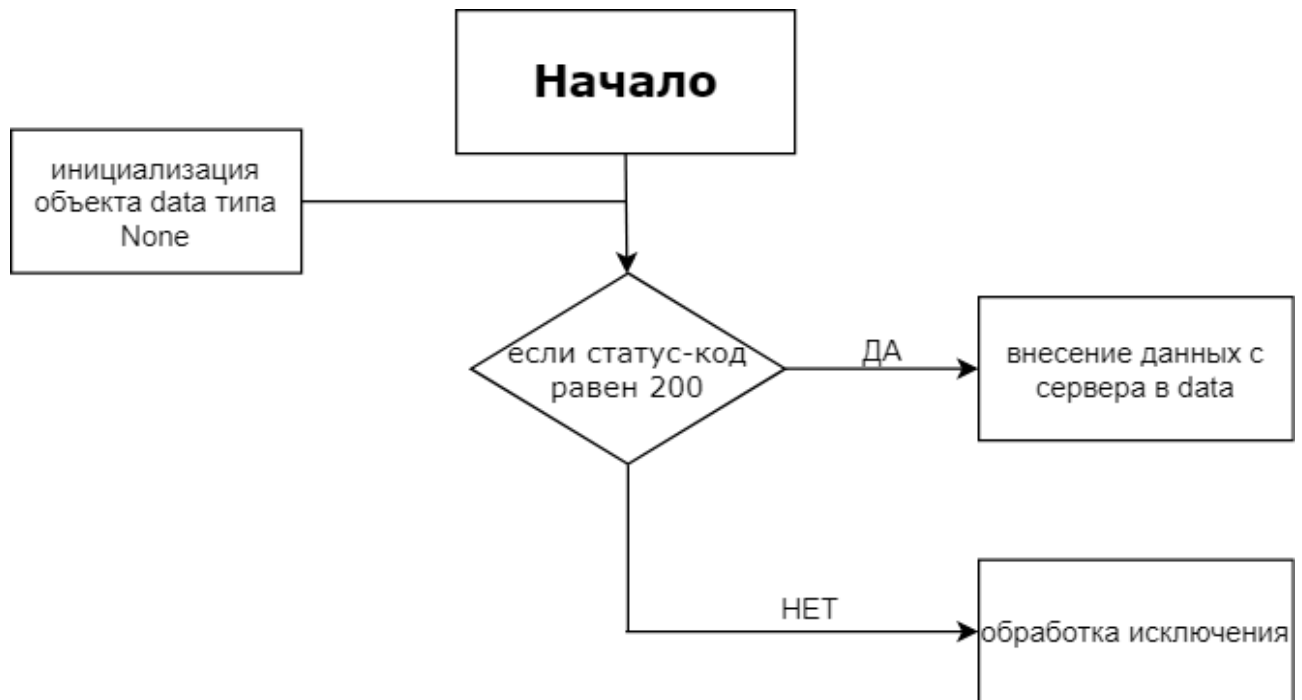 Начало
инициализация
объекта data типа
None
если статус-код
равен 200
ДА
внесение данных с
сервера в data
НЕТ
обработка исключения